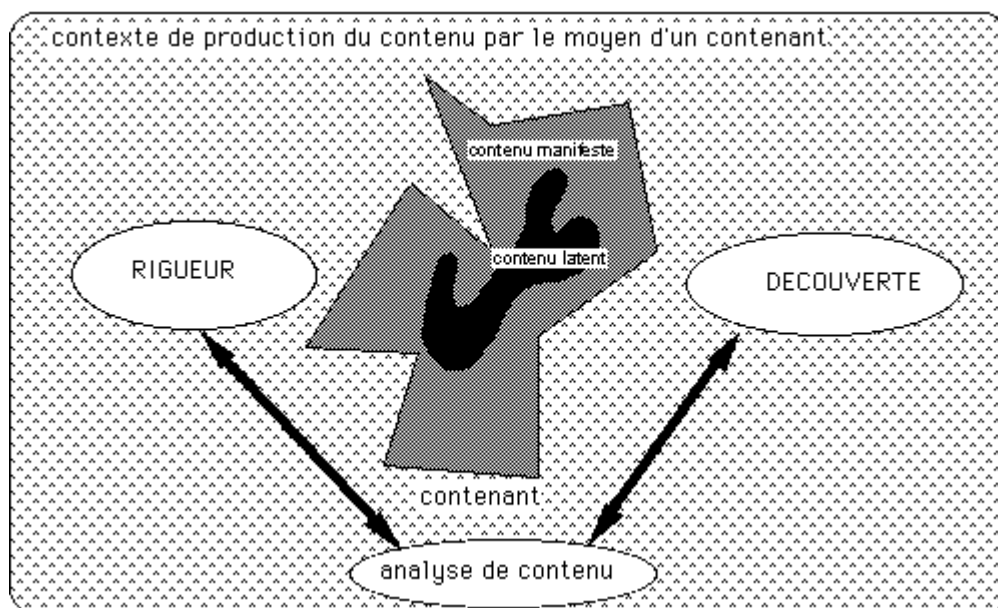 contexte de production du contenu par le moyen d'un contenant
contenu manifeste
contenu latent
RIGUEUR
DECOUVERTE
contenant
analyse de contenu